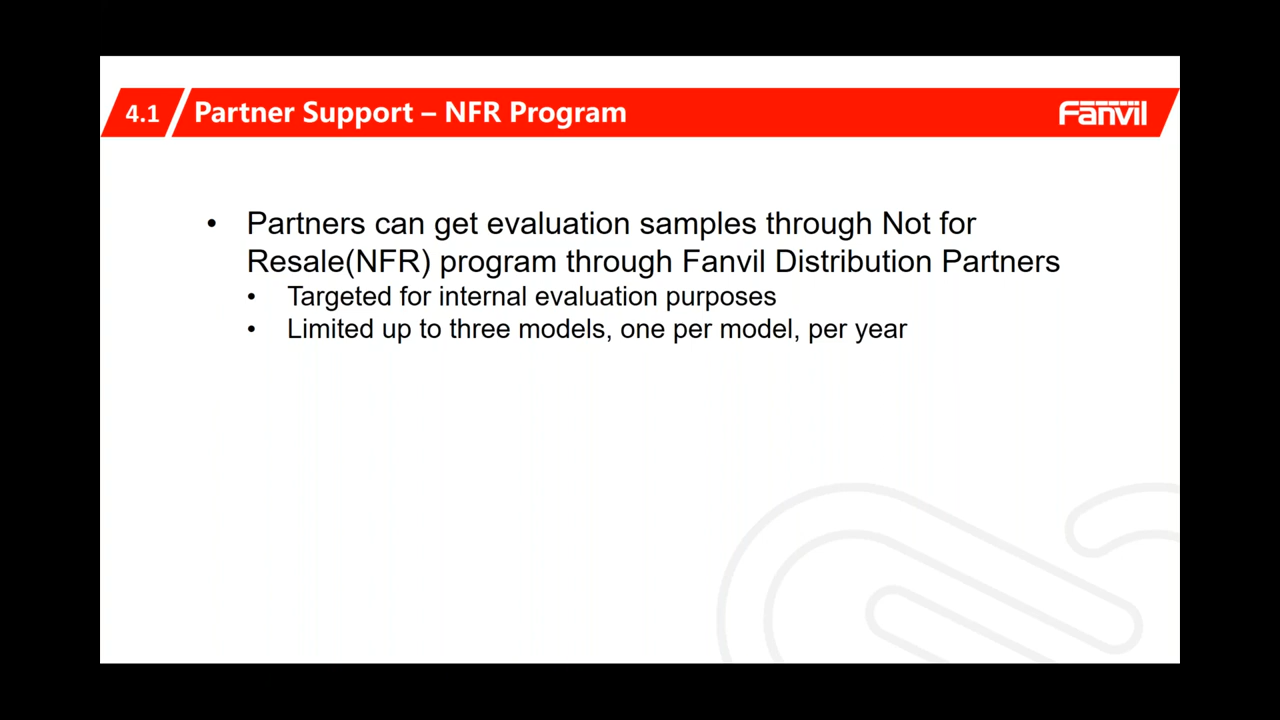 4.1 Partner Support – NFR Program Fanvil
• Partners can get evaluation samples through Not for
Resale(NFR) program through Fanvil Distribution Partners
• Targeted for internal evaluation purposes
• Limited up to three models, one per model, per year